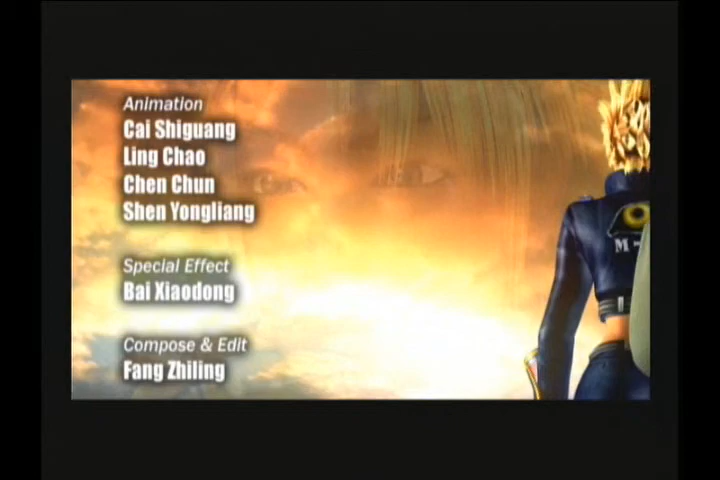 Animation
Cai Shiguang
Ling Chao
Chen Chun
Shen Yongliang
Special Effect
Bai Xiaodong
Compose & Edit
Fang Zhiling